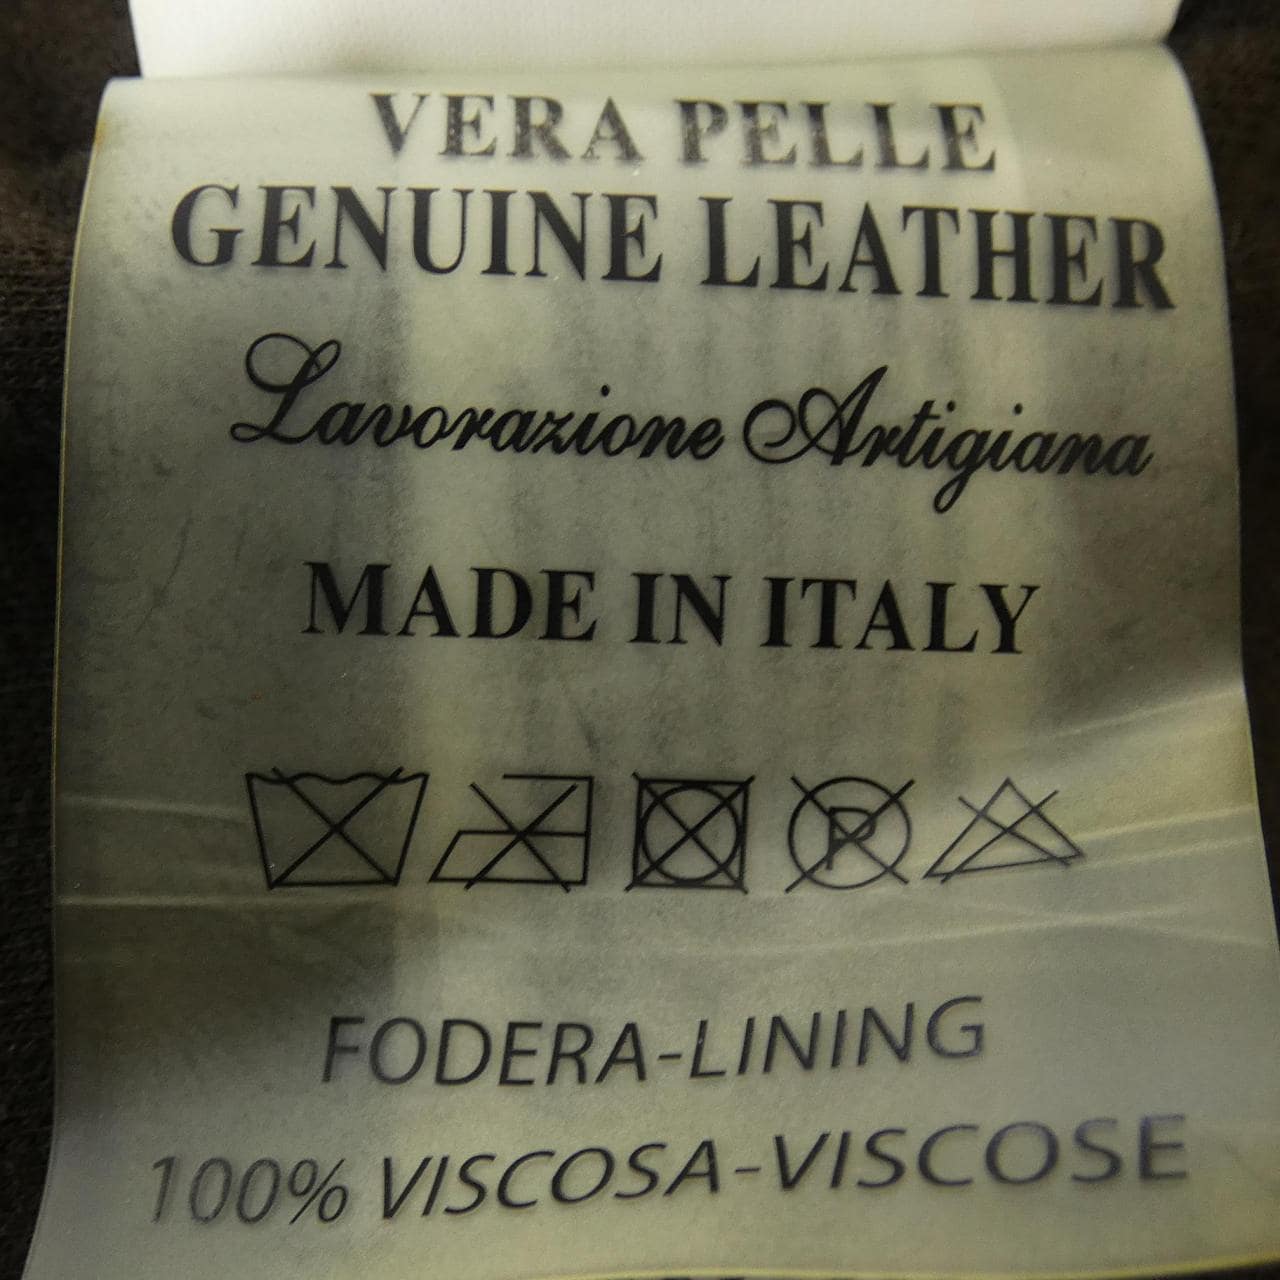 VERA PELLE
GENUINE LEATHER
Lavorazione Artigiana
MADE IN ITALY
P
FODERA-LINING
100% VISCOSA-VISCOSE